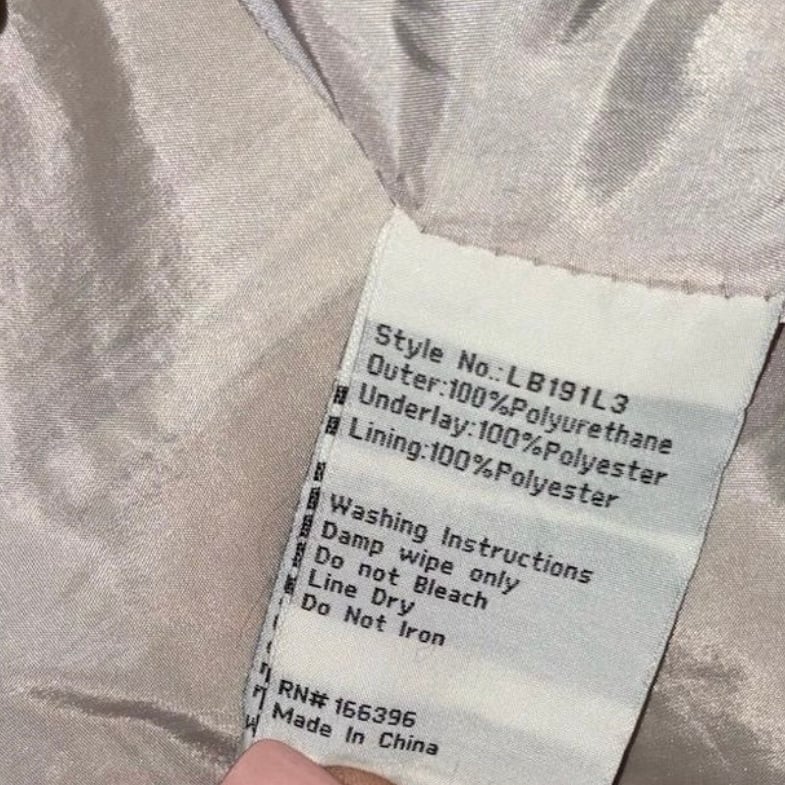 Style No.:LB191L3
Outer:100%Polyurethane
Underlay:100%Polyester
Lining:100%Polyester
Washing Instructions
Damp wipe only
Do not Bleach
Line Dry
Do Not Iron
RN# 166396
Made In China